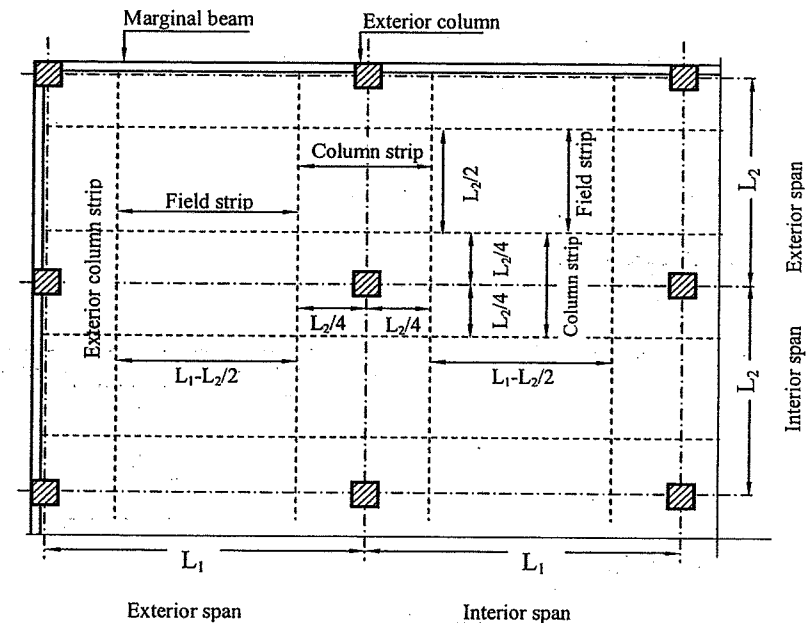 Marginal beam
Exterior column
Column strip
Field strip
L₂/2
Field strip
L₂
Exterior span
Exterior column strip
L₂/4
L₂/4
Column strip
L₂/4
L₂/4
L₁-L₂/2
L₁-L₂/2
L₂
Interior span
L₁
L₁
Exterior span
Interior span